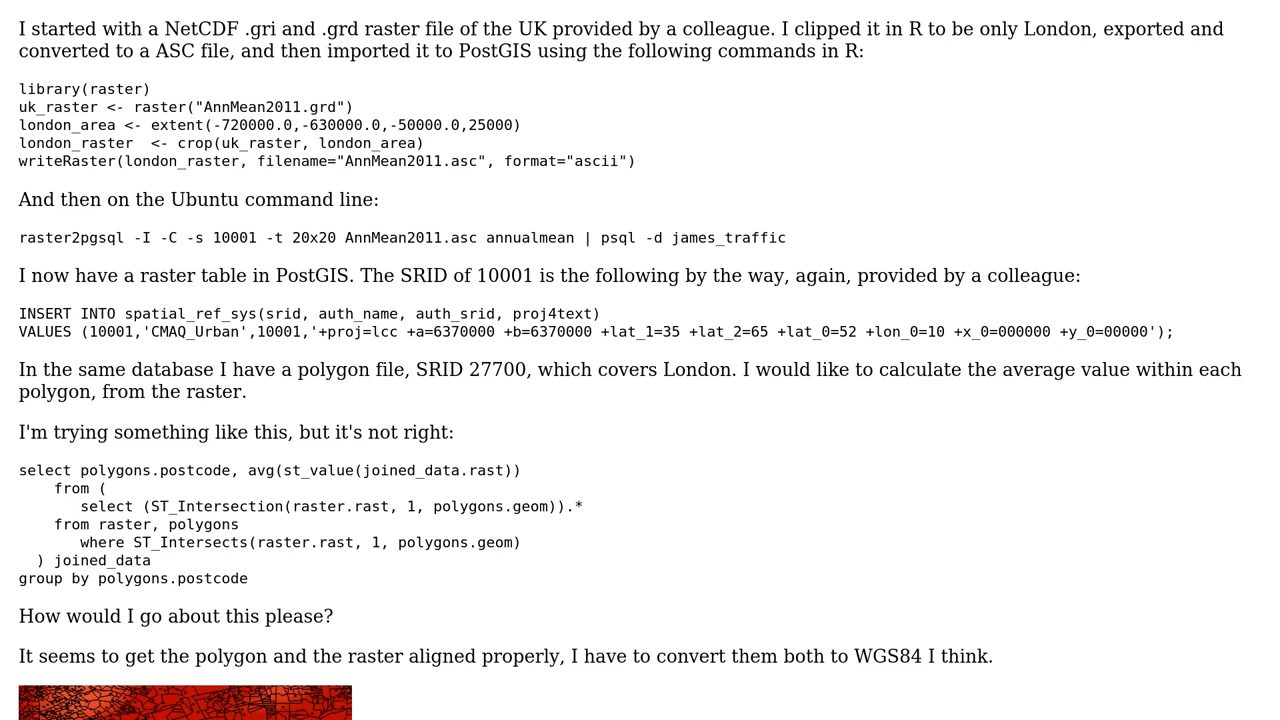 I started with a NetCDF .gri and .grd raster file of the UK provided by a colleague. I clipped it in R to be only London, exported and
converted to a ASC file, and then imported it to PostGIS using the following commands in R:
library(raster)
uk_raster <- raster("AnnMean2011.grd")
london_area <- extent(-720000.0,-630000.0,-50000.0,25000)
london_raster  <- crop(uk_raster, london_area)
writeRaster(london_raster, filename="AnnMean2011.asc", format="ascii")
And then on the Ubuntu command line:
raster2pgsql -I -C -s 10001 -t 20x20 AnnMean2011.asc annualmean | psql -d james_traffic
I now have a raster table in PostGIS. The SRID of 10001 is the following by the way, again, provided by a colleague:
INSERT INTO spatial_ref_sys(srid, auth_name, auth_srid, proj4text)
VALUES (10001,'CMAQ_Urban',10001,'+proj=lcc +a=6370000 +b=6370000 +lat_1=35 +lat_2=65 +lat_0=52 +lon_0=10 +x_0=000000 +y_0=00000');
In the same database I have a polygon file, SRID 27700, which covers London. I would like to calculate the average value within each
polygon, from the raster.
I'm trying something like this, but it's not right:
select polygons.postcode, avg(st_value(joined_data.rast))
    from (
       select (ST_Intersection(raster.rast, 1, polygons.geom)).*
    from raster, polygons
       where ST_Intersects(raster.rast, 1, polygons.geom)
  ) joined_data
group by polygons.postcode
How would I go about this please?
It seems to get the polygon and the raster aligned properly, I have to convert them both to WGS84 I think.